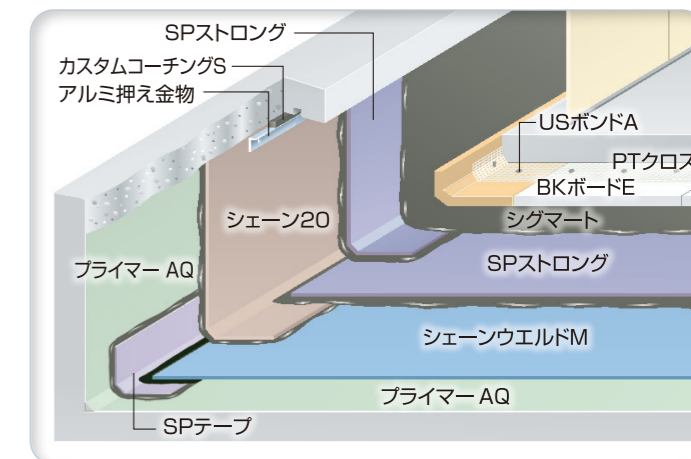 SPストロング
カスタムコーチングS
アルミ押え金物
USボンドA
PTクロス
BKボードE
シェーン20
シグマート
プライマー AQ
SPストロング
シェーンウエルドM
プライマー AQ
SPテープ